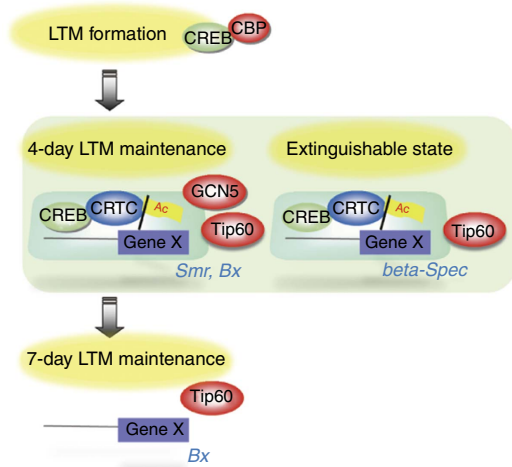 LTM formation
CREB
CBP
4-day LTM maintenance
Extinguishable state
GCN5
CREB
CRTC
Ac
Tip60
Gene X
Smr, Bx
CREB
CRTC
Ac
Tip60
Gene X
beta-Spec
7-day LTM maintenance
Tip60
Gene X
Bx